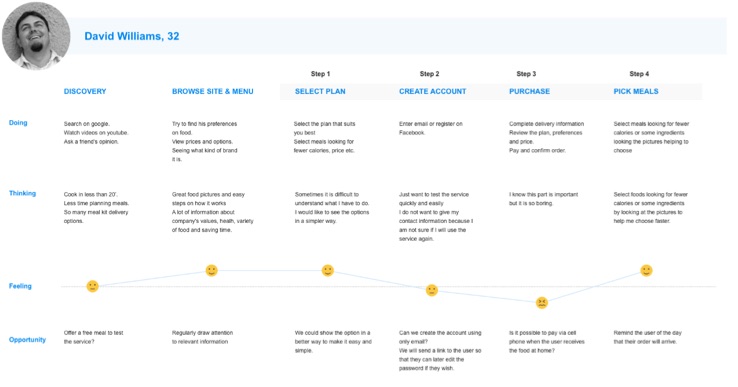 David Williams, 32
Step 1
Step 2
Step 3
Step 4
DISCOVERY
BROWSE SITE & MENU
SELECT PLAN
CREATE ACCOUNT
PURCHASE
PICK MEALS
Doing
Search on google.
Watch videos on youtube.
Ask a friend's opinion.
Try to find his preferences
on food.
View prices and options.
Seeing what kind of brand
it is.
Select the plan that suits
you best
Select meals looking for
fewer calories, price etc.
Enter email or register on
Facebook.
Complete delivery information
Review the plan, preferences
and price.
Pay and confirm order.
Select meals looking for fewer
calories or some ingredients
looking the pictures helping to
choose
Thinking
Cook in less than 20'.
Less time planning meals.
So many meal kit delivery
options.
Great food pictures and easy
steps on how it works
A lot of information about
company's values, health, variety
of food and saving time.
Sometimes it is difficult to
understand what I have to do.
I would like to see the options
in a simpler way.
Just want to test the service
quickly and easily
I do not want to give my
contact information because I
am not sure if I will use the
service again.
I know this part is important
but it is so boring.
Select foods looking for fewer
calories or some ingredients
by looking at the pictures to
help me choose faster.
Feeling
Opportunity
Offer a free meal to test
the service?
Regularly draw attention
to relevant information
We could show the option in a
better way to make it easy and
simple.
Can we create the account using
only email?
We will send a link to the user so
that they can later edit the
password if they wish.
Is it possible to pay via cell
phone when the user receives
the food at home?
Remind the user of the day
that their order will arrive.